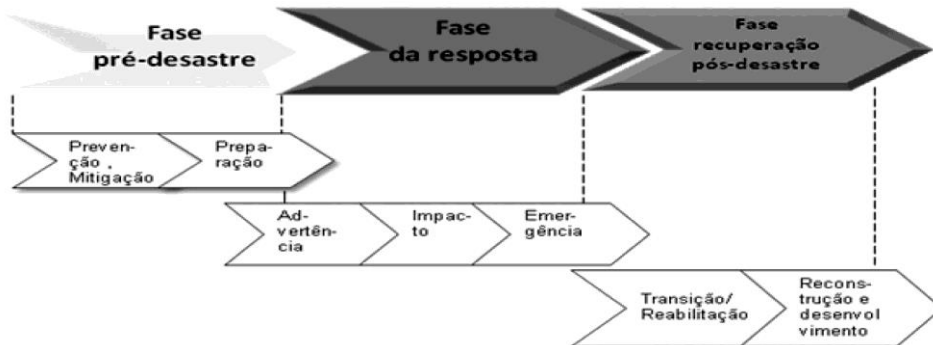 Fase
pré-desastre
Fase
da resposta
Fase
recuperação
pós-desastre
Preven-
ção .
Mitigação
Prepa-
ração
Ad-
vertên-
cia
Impac-
to
Emer-
gência
Transição/
Reabilitação
Recons-
trução e
desenvol
vimento